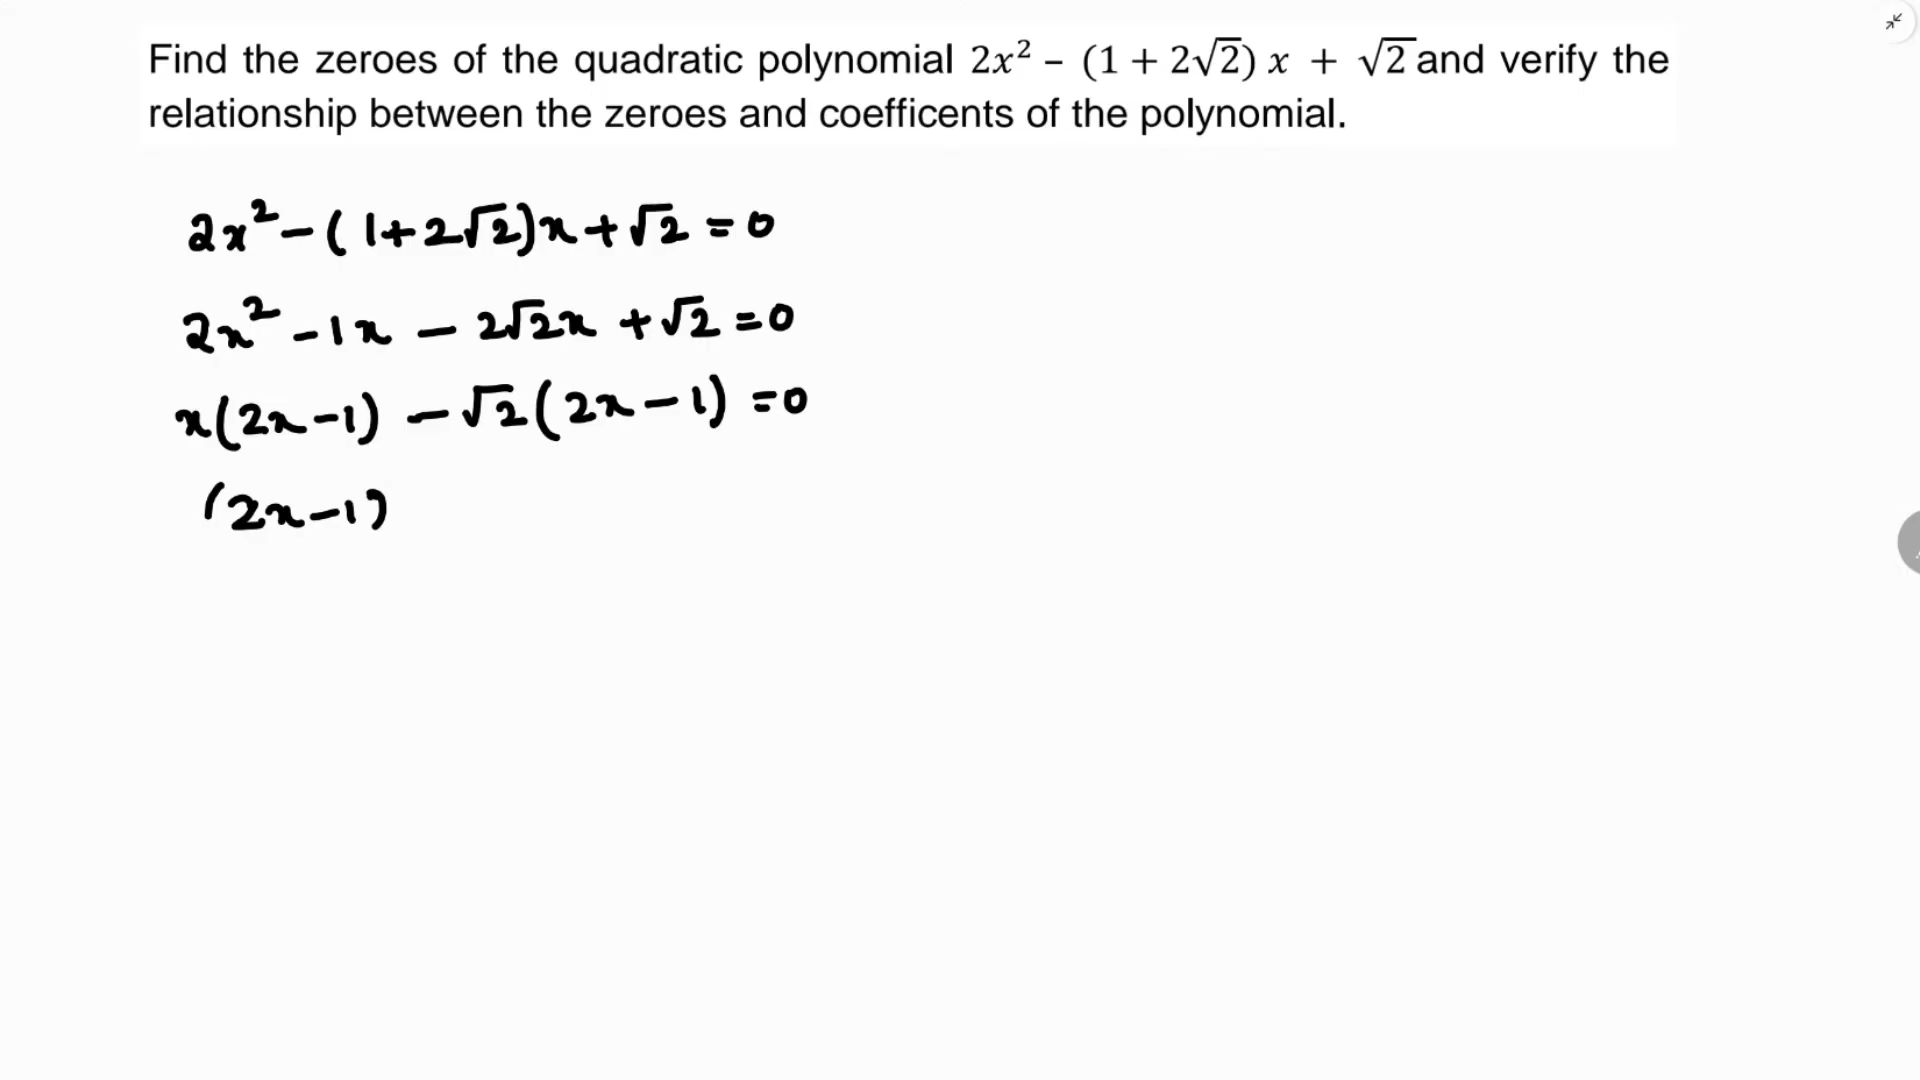 Find the zeroes of the quadratic polynomial 2x² – (1 + 2√2) x + √2 and verify the
relationship between the zeroes and coefficents of the polynomial.
2x² – (1+2√2)x + √2 = 0
2x² – 1x – 2√2x + √2 = 0
x(2x–1) – √2(2x–1) = 0
(2x–1)